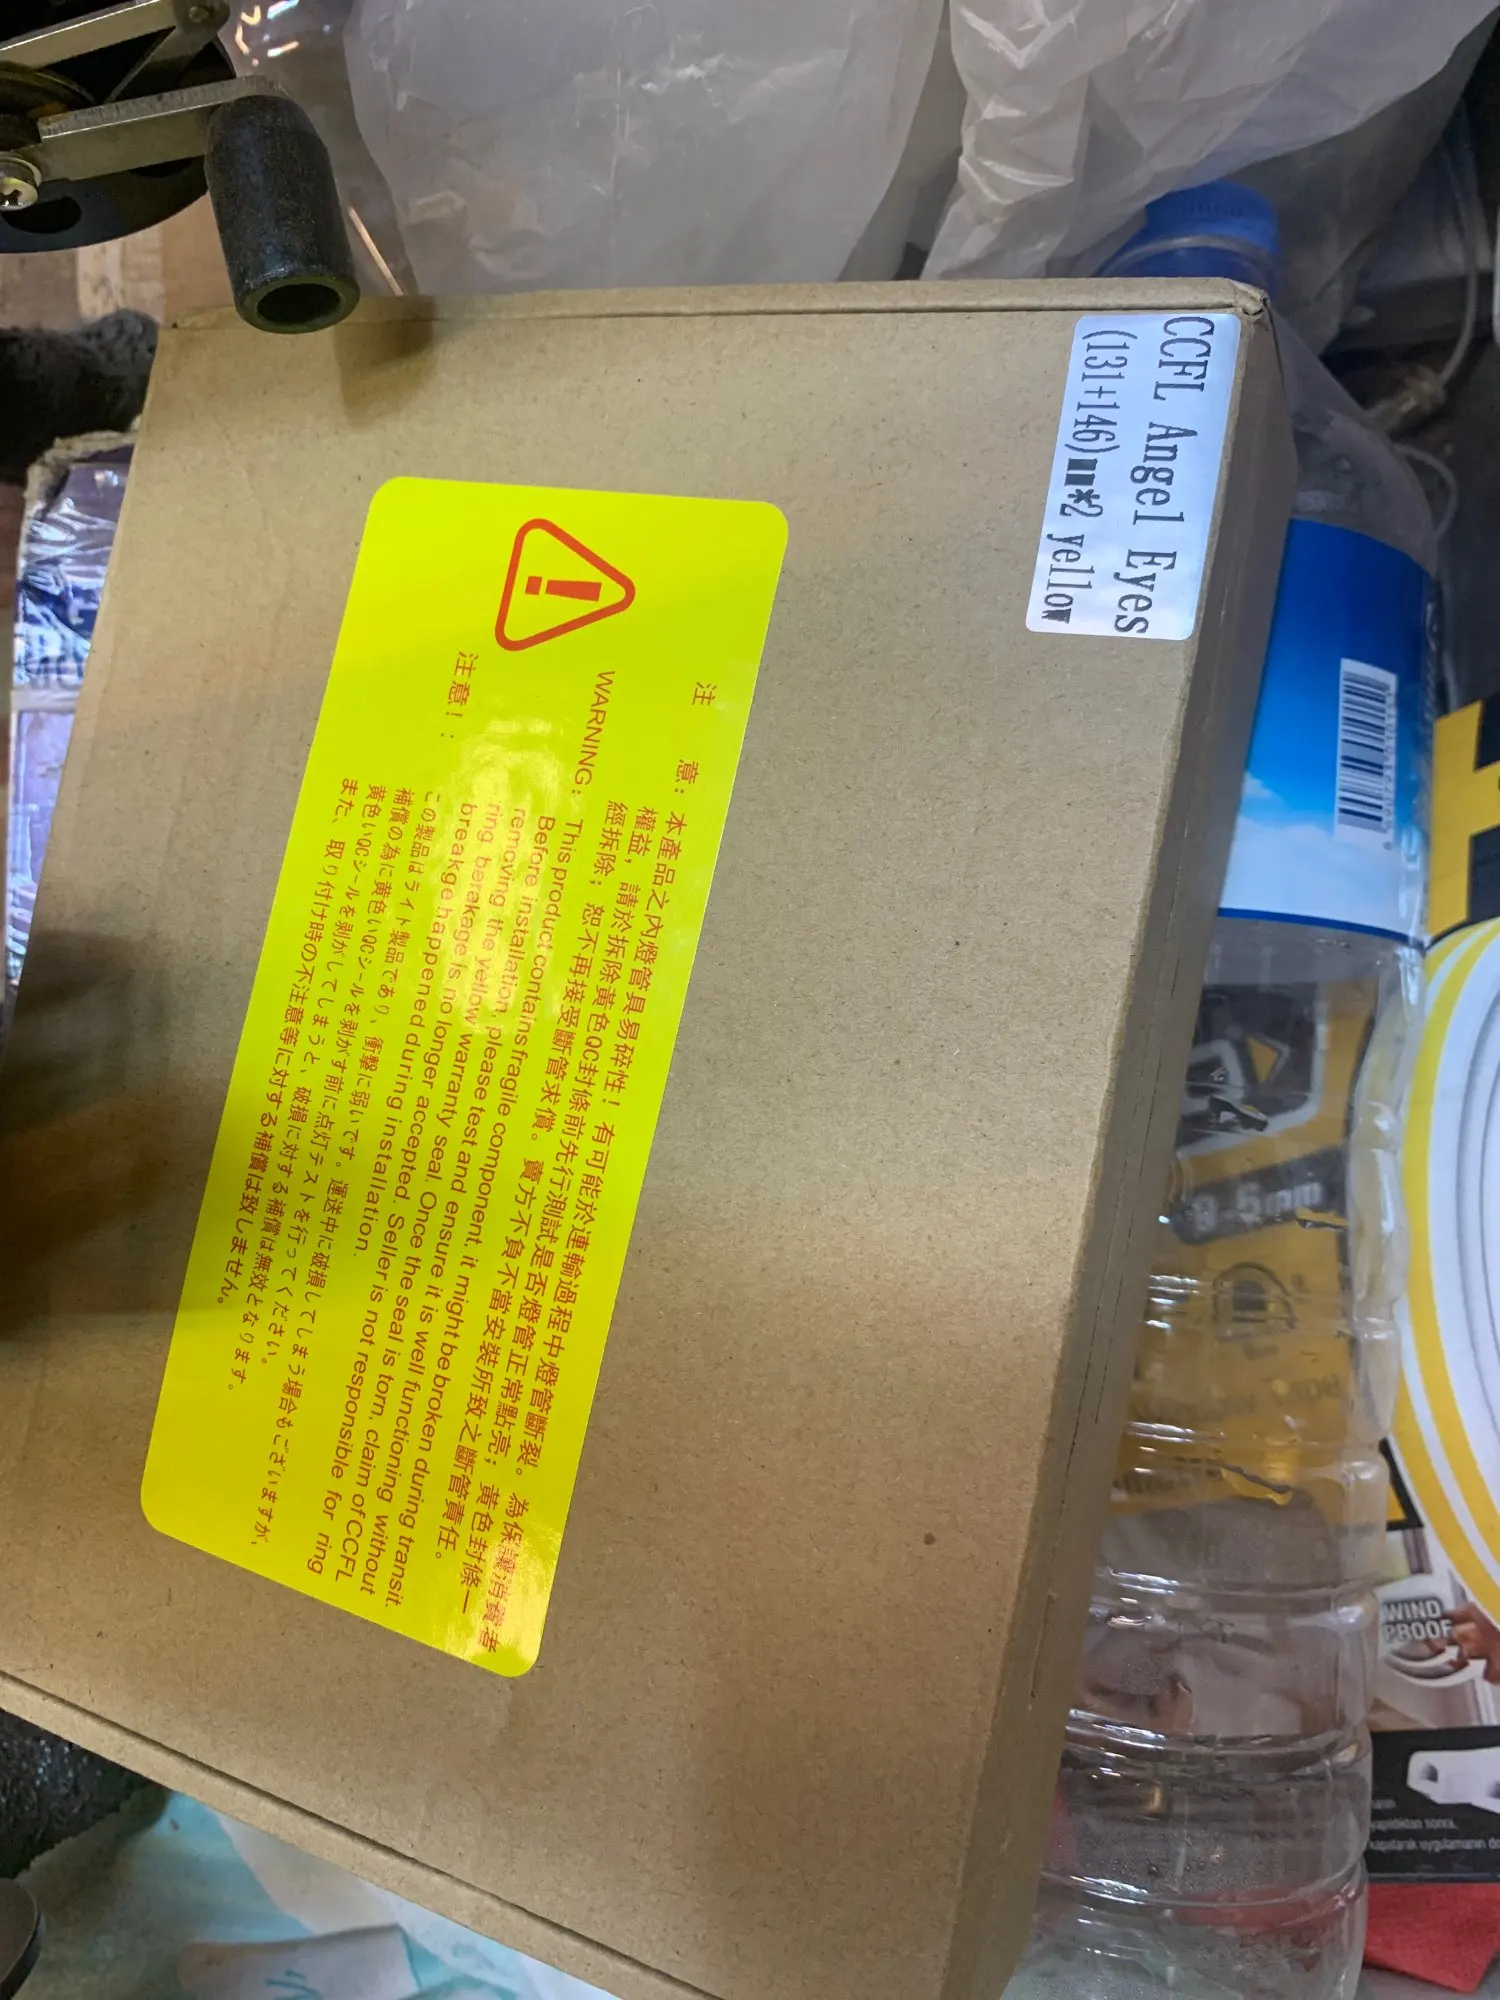 CCFL Angel Eyes
(131+146)■■*2 yellow
注　意：本產品之內燈管具易碎性！有可能於運輸過程中燈管斷裂。為保護消費者
權益，請於拆除黃色QC封條前先行測試是否燈管正常點亮；黃色封條一
經拆除；恕不再接受斷管求償。賣方不負不當安裝所致之斷管責任。
WARNING: This product contains fragile component, it might be broken during transit.
Before installation, please test and ensure it is well functioning without
removing the yellow warranty seal. Once the seal is torn, claim of CCFL
ring berakage is no longer accepted. Seller is not responsible for ring
breakge happened during installation.
注意！：この製品はライト製品であり、衝撃に弱いです。運送中に破損してしまう場合もございますが、
補償の為に黄色いQCシールを剥がす前に点灯テストを行ってください。
黄色いQCシールを剥がしてしまうと、破損に対する補償は無効となります。
また、取り付け時の不注意等に対する補償は致しません。
8-5mm
WIND
PROOF
yapıldıktan sonra,